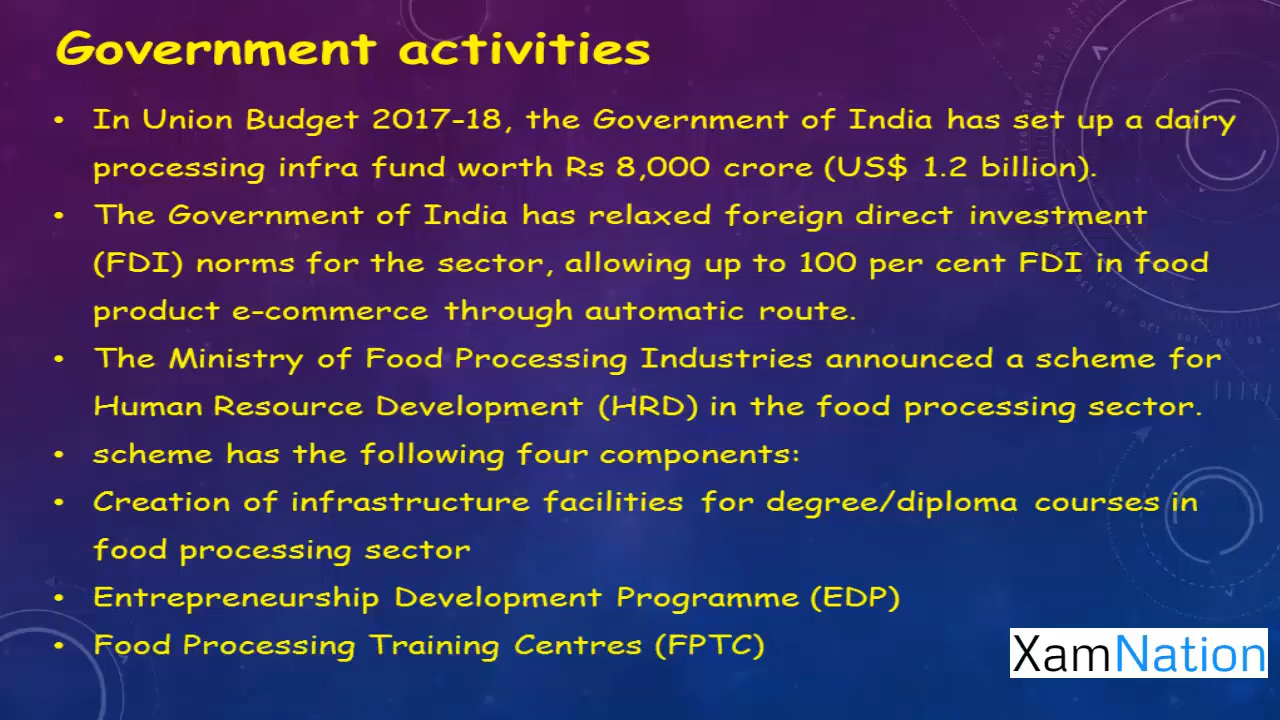 Government activities
• In Union Budget 2017-18, the Government of India has set up a dairy
processing infra fund worth Rs 8,000 crore (US$ 1.2 billion).
• The Government of India has relaxed foreign direct investment
(FDI) norms for the sector, allowing up to 100 per cent FDI in food
product e-commerce through automatic route.
• The Ministry of Food Processing Industries announced a scheme for
Human Resource Development (HRD) in the food processing sector.
• scheme has the following four components:
• Creation of infrastructure facilities for degree/diploma courses in
food processing sector
• Entrepreneurship Development Programme (EDP)
• Food Processing Training Centres (FPTC)
XamNation